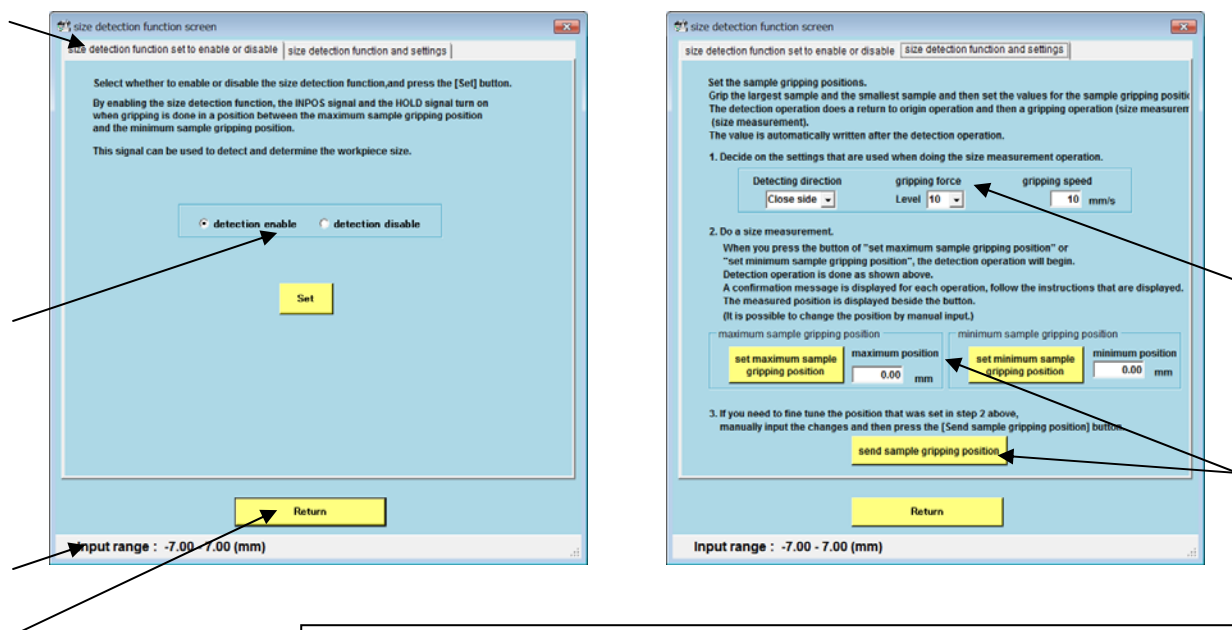 size detection function screen
size detection function set to enable or disable
size detection function and settings
Select whether to enable or disable the size detection function,and press the [Set] button.
By enabling the size detection function, the INPOS signal and the HOLD signal turn on
when gripping is done in a position between the maximum sample gripping position
and the minimum sample gripping position.
This signal can be used to detect and determine the workpiece size.
detection enable
detection disable
Set
Return
Input range : -7.00 - 7.00 (mm)
size detection function screen
size detection function set to enable or disable
size detection function and settings
Set the sample gripping positions.
Grip the largest sample and the smallest sample and then set the values for the sample gripping positi
The detection operation does a return to origin operation and then a gripping operation (size measurem
(size measurement).
The value is automatically written after the detection operation.
1. Decide on the settings that are used when doing the size measurement operation.
Detecting direction gripping force gripping speed
Close side Level 10 10 mm/s
2. Do a size measurement.
When you press the button of "set maximum sample gripping position" or
"set minimum sample gripping position", the detection operation will begin.
Detection operation is done as shown above.
A confirmation message is displayed for each operation, follow the instructions that are displayed.
The measured position is displayed beside the button.
(It is possible to change the position by manual input.)
maximum sample gripping position
set maximum sample
gripping position
maximum position
0.00 mm
minimum sample gripping position
set minimum sample
gripping position
minimum position
0.00 mm
3. If you need to fine tune the position that was set in step 2 above,
manually input the changes and then press the [Send sample gripping position] button.
send sample gripping position
Return
Input range : -7.00 - 7.00 (mm)